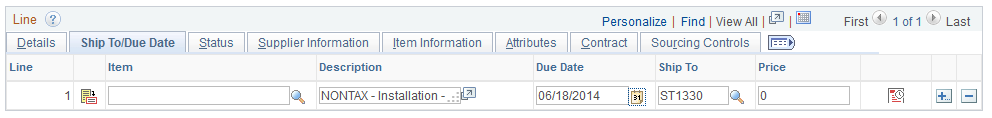 Line Personalize | Find | View All | First 1 of 1 Last
Details Ship To/Due Date Status Supplier Information Item Information Attributes Contract Sourcing Controls
Line Item Description Due Date Ship To Price
1 NONTAX - Installation - 06/18/2014 31 ST1330 0